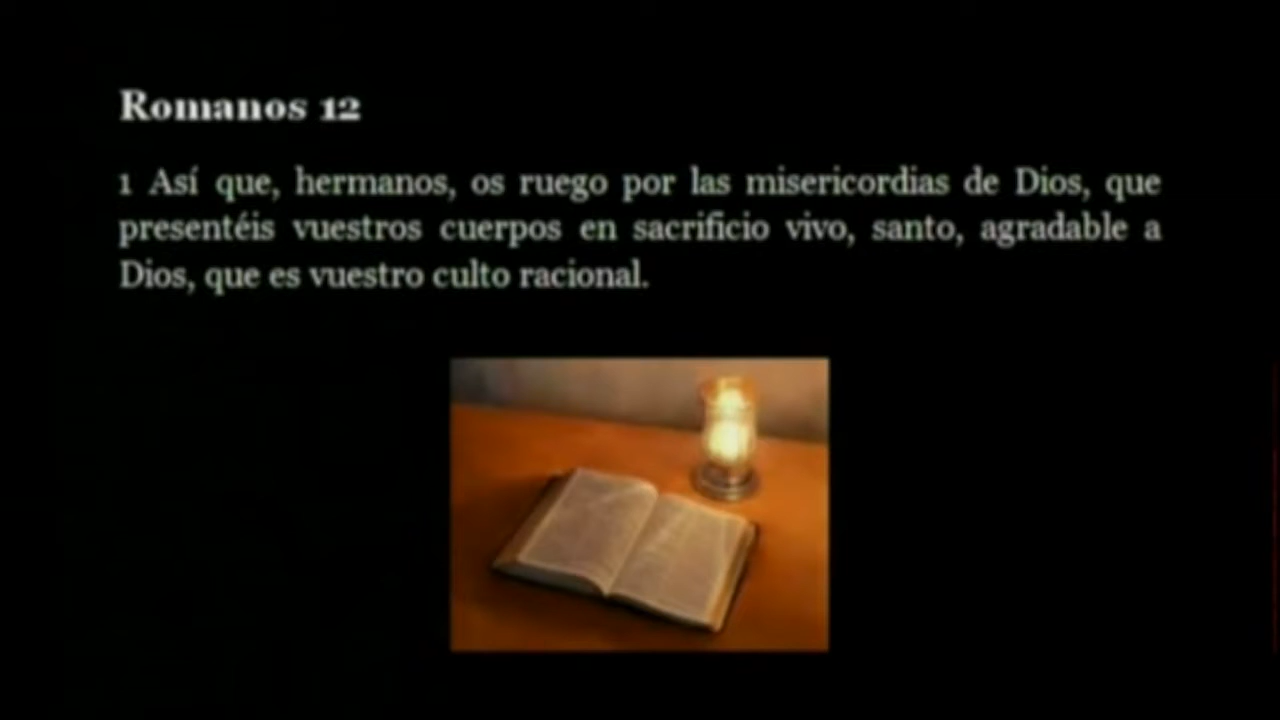 Romanos 12
1 Así que, hermanos, os ruego por las misericordias de Dios, que
presentéis vuestros cuerpos en sacrificio vivo, santo, agradable a
Dios, que es vuestro culto racional.